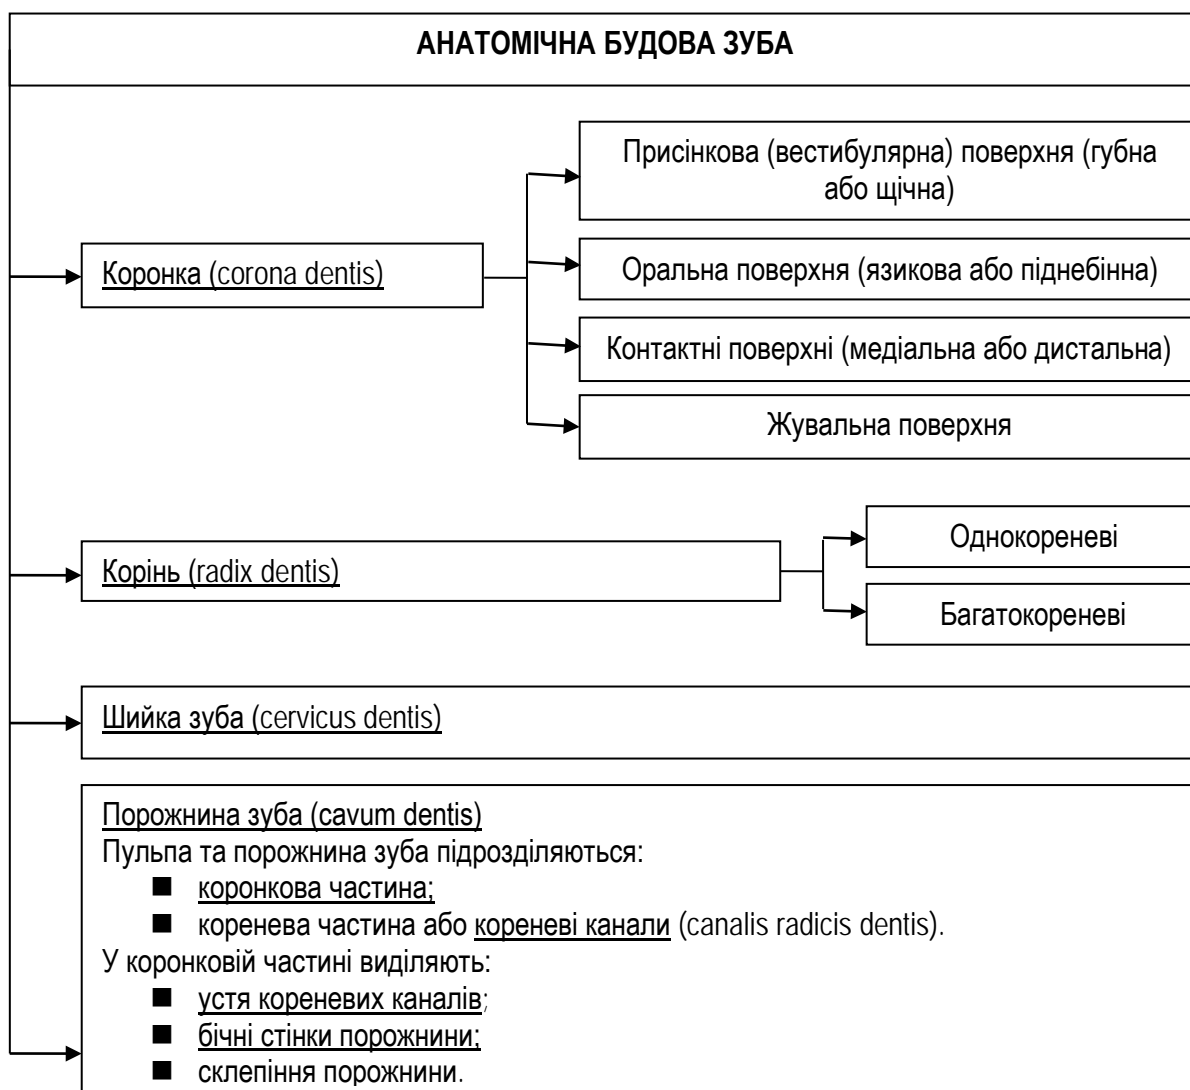 АНАТОМІЧНА БУДОВА ЗУБА
Присінкова (вестибулярна) поверхня (губна
або щічна)
Коронка (corona dentis)
Оральна поверхня (язикова або піднебінна)
Контактні поверхні (медіальна або дистальна)
Жувальна поверхня
Корінь (radix dentis)
Однокореневі
Багатокореневі
Шийка зуба (cervicus dentis)
Порожнина зуба (cavum dentis)
Пульпа та порожнина зуба підрозділяються:
■ коронкова частина;
■ коренева частина або кореневі канали (canalis radicis dentis).
У коронковій частині виділяють:
■ устя кореневих каналів;
■ бічні стінки порожнини;
■ склепіння порожнини.